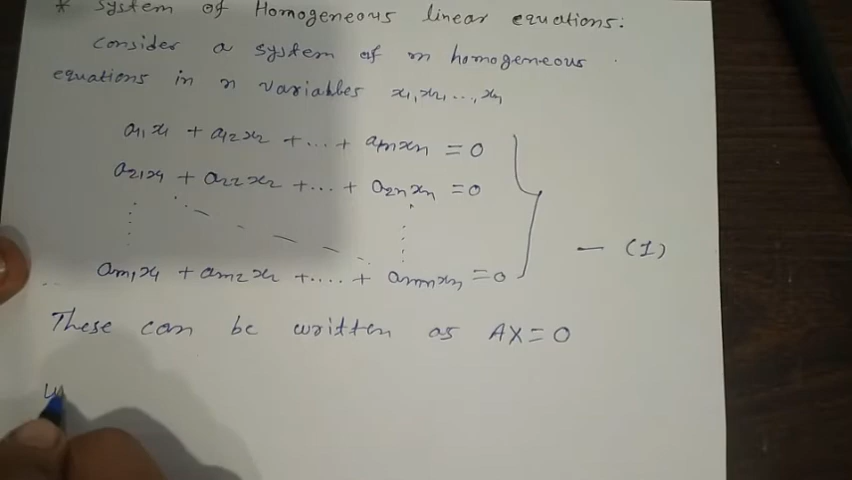 * System of Homogeneous linear equations:
Consider a system of m homogeneous
equations in n variables x1, x2, ..., xn
a11x1 + a12x2 + ... + a1nxn = 0
a21x1 + a22x2 + ... + a2nxn = 0
am1x1 + am2x2 + .... + amnxn = 0
— (1)
These can be written as AX = 0